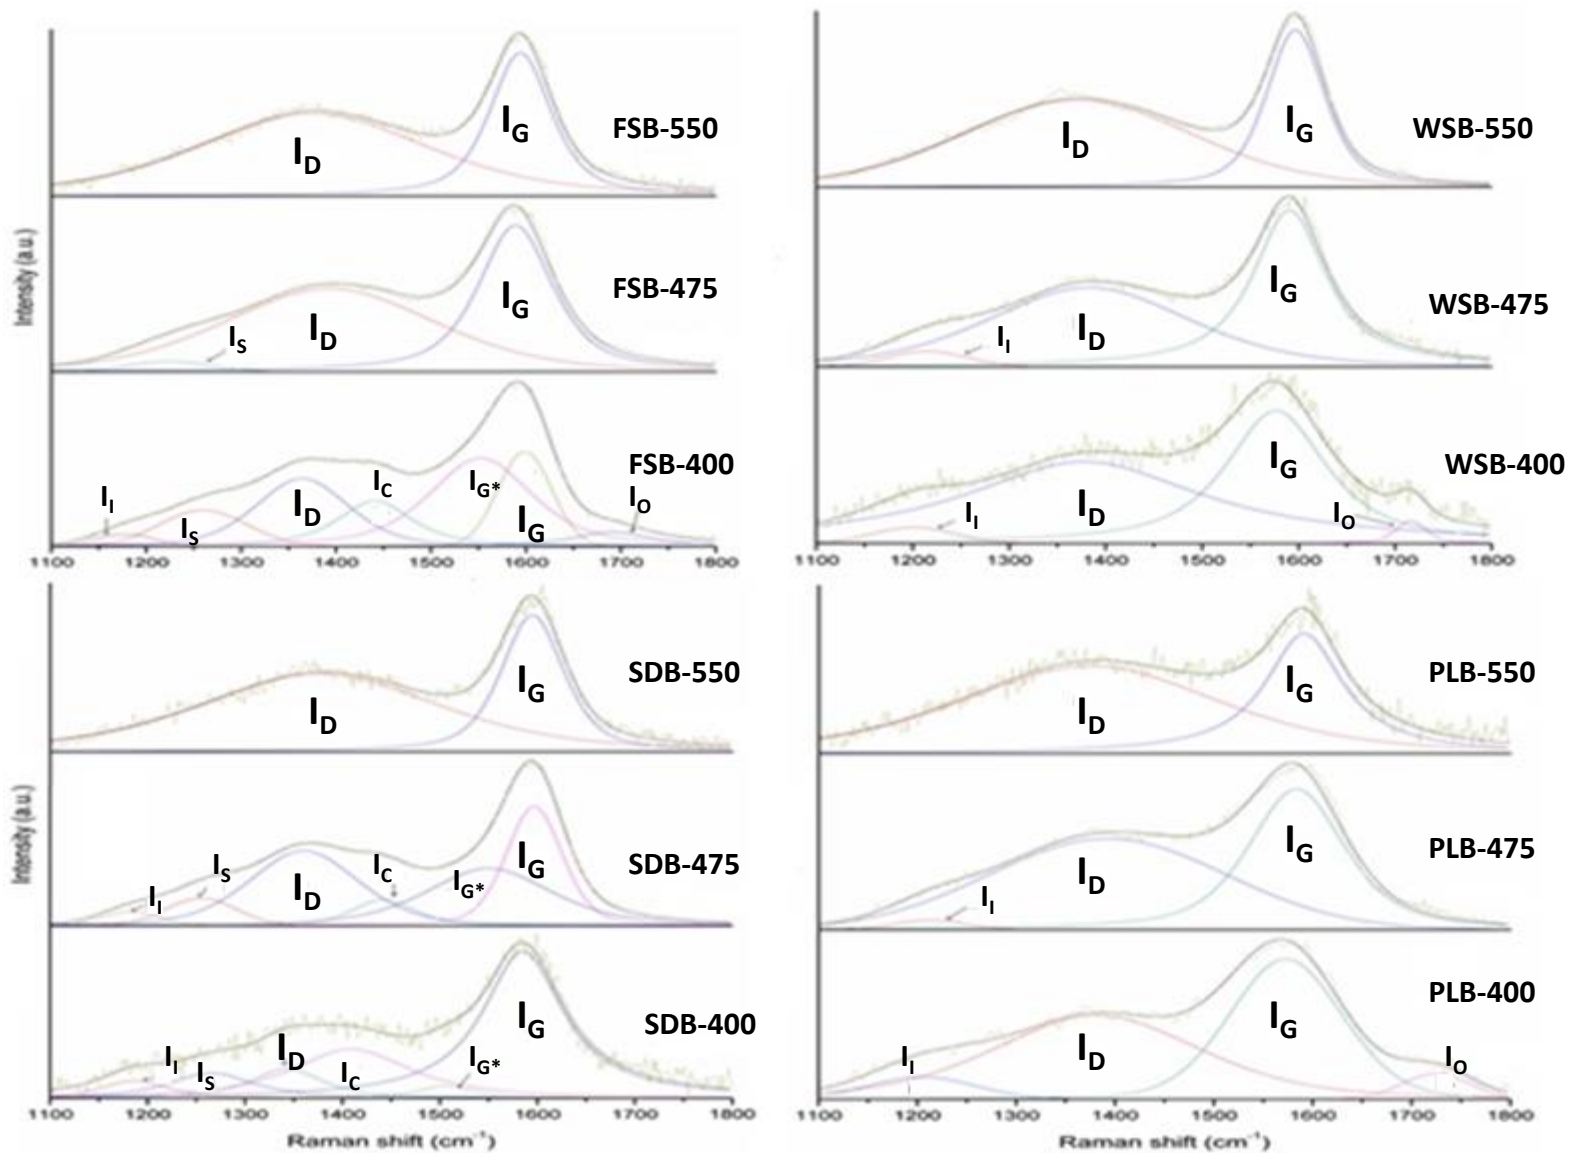 I_D
I_G
FSB-550
Intensity (a.u.)
I_S
I_D
I_G
FSB-475
I_I
I_S
I_D
I_C
I_G*
I_G
I_O
FSB-400
1100 1200 1300 1400 1500 1600 1700 1800
I_D
I_G
WSB-550
I_I
I_D
I_G
WSB-475
I_I
I_D
I_G
I_O
WSB-400
1100 1200 1300 1400 1500 1600 1700 1800
I_D
I_G
SDB-550
Intensity (a.u.)
I_I
I_S
I_D
I_C
I_G*
I_G
SDB-475
I_I
I_S
I_D
I_C
I_G*
I_G
SDB-400
1100 1200 1300 1400 1500 1600 1700 1800
Raman shift (cm⁻¹)
I_D
I_G
PLB-550
I_I
I_D
I_G
PLB-475
I_I
I_D
I_G
I_O
PLB-400
1100 1200 1300 1400 1500 1600 1700 1800
Raman shift (cm⁻¹)